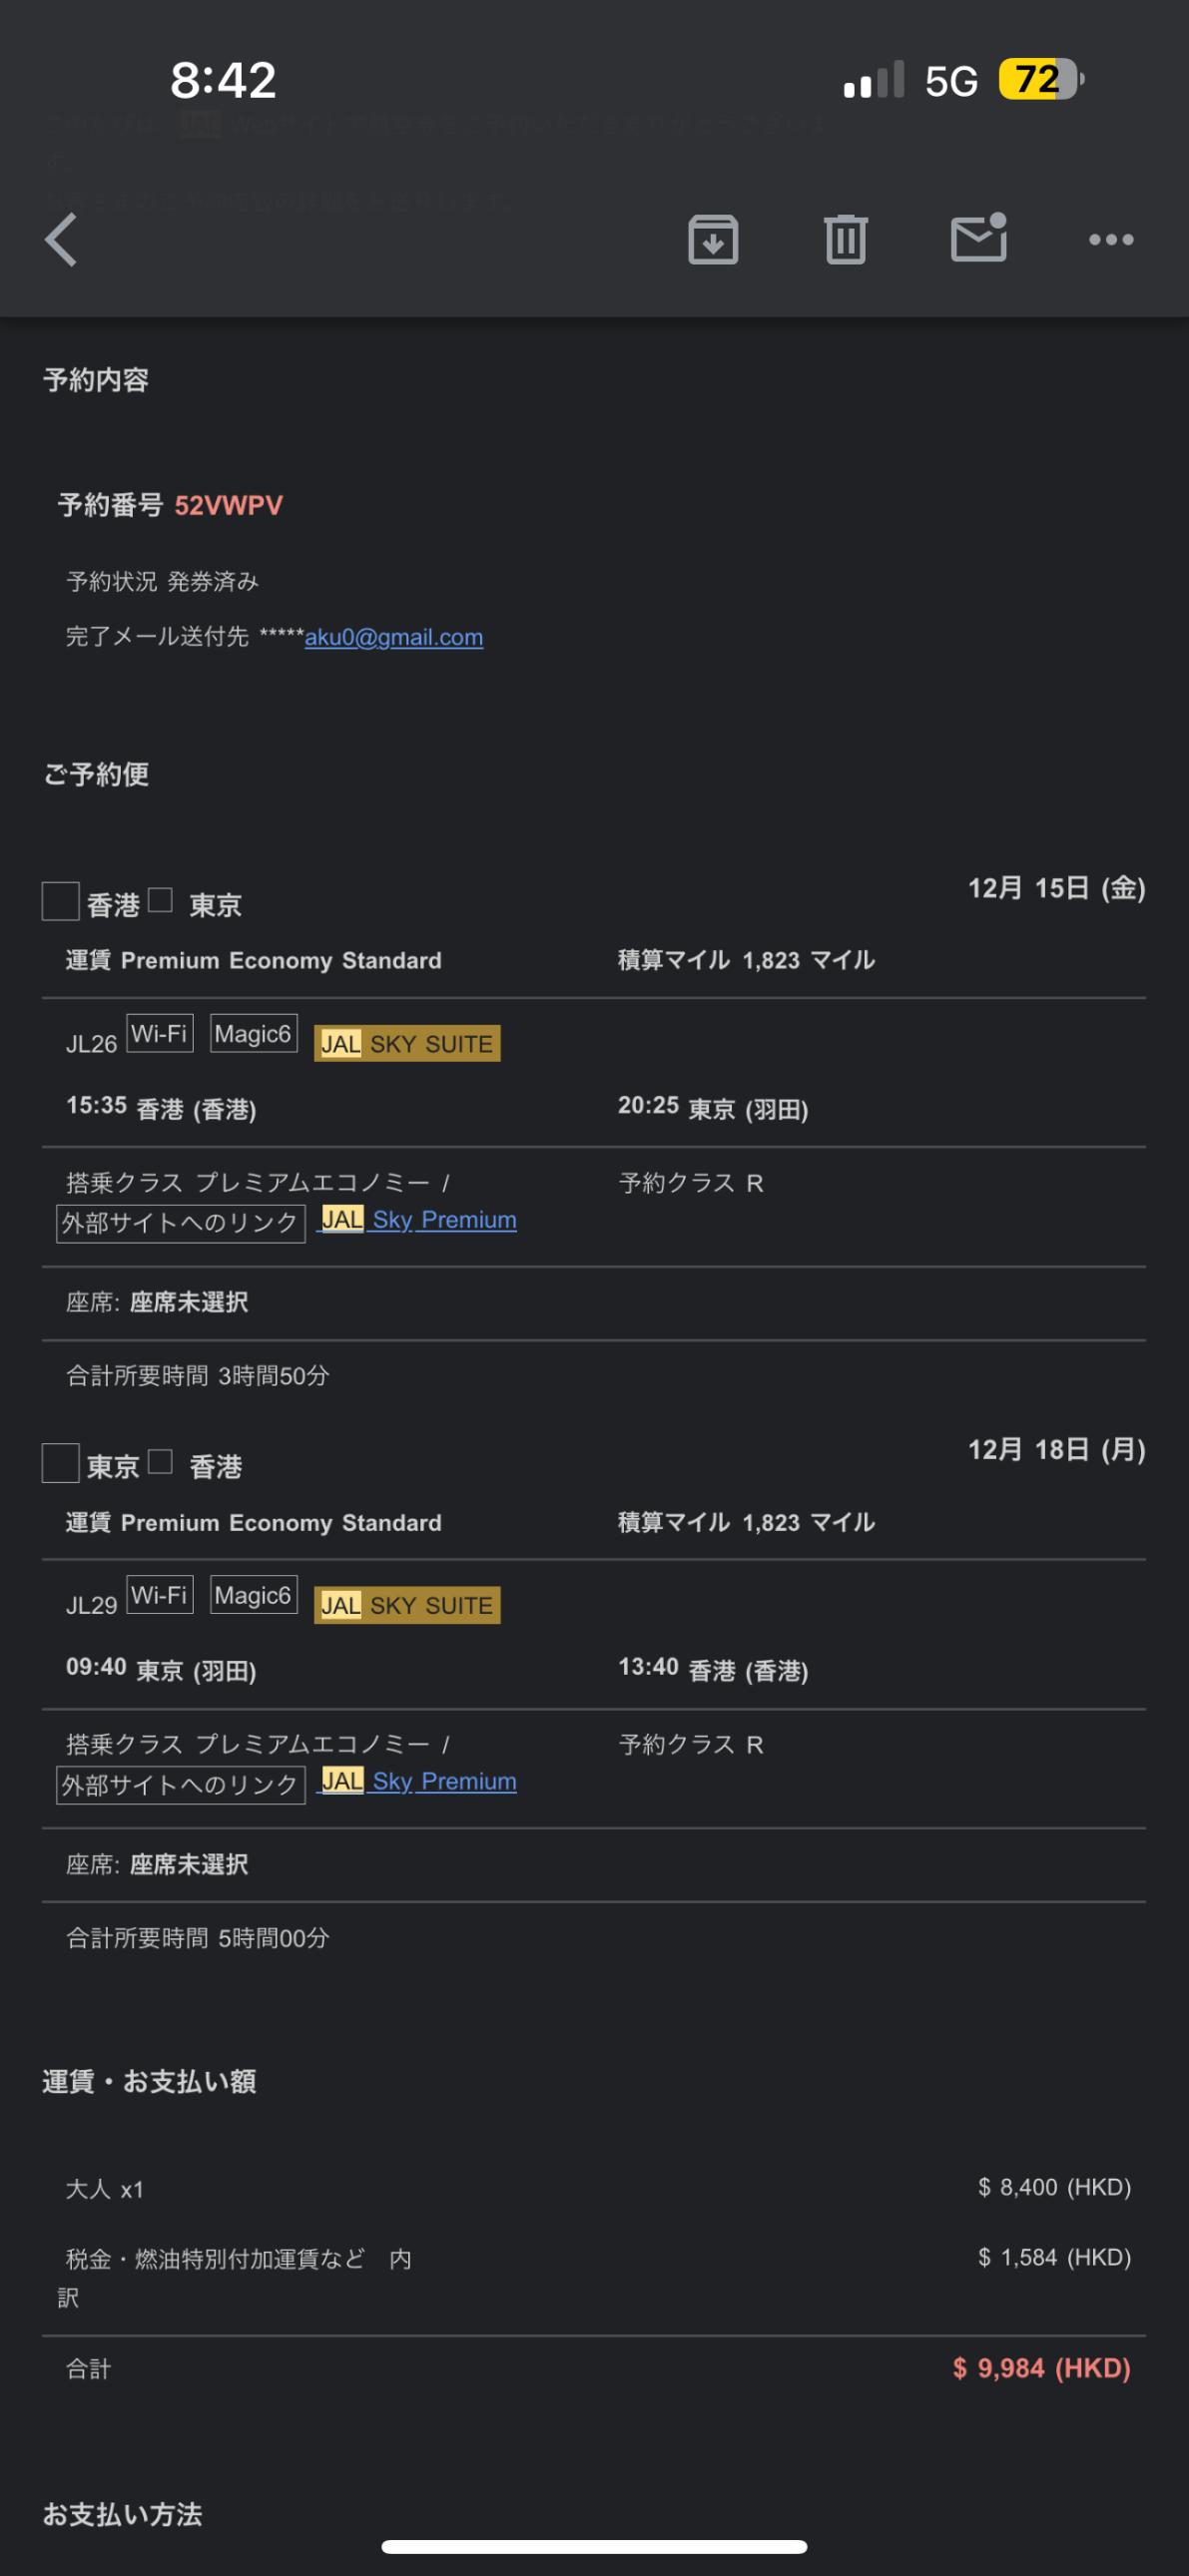 8:42
5G 72
予約内容
予約番号 52VWPV
予約状況 発券済み
完了メール送付先 *****aku0@gmail.com
ご予約便
12月 15日 (金)
香港 東京
運賃 Premium Economy Standard 積算マイル 1,823 マイル
JL26 Wi-Fi Magic6 JAL SKY SUITE
15:35 香港 (香港) 20:25 東京 (羽田)
搭乗クラス プレミアムエコノミー / 予約クラス R
外部サイトへのリンク JAL Sky Premium
座席: 座席未選択
合計所要時間 3時間50分
12月 18日 (月)
東京 香港
運賃 Premium Economy Standard 積算マイル 1,823 マイル
JL29 Wi-Fi Magic6 JAL SKY SUITE
09:40 東京 (羽田) 13:40 香港 (香港)
搭乗クラス プレミアムエコノミー / 予約クラス R
外部サイトへのリンク JAL Sky Premium
座席: 座席未選択
合計所要時間 5時間00分
運賃・お支払い額
大人 x1 $ 8,400 (HKD)
税金・燃油特別付加運賃など 内 $ 1,584 (HKD)
訳
合計 $ 9,984 (HKD)
お支払い方法